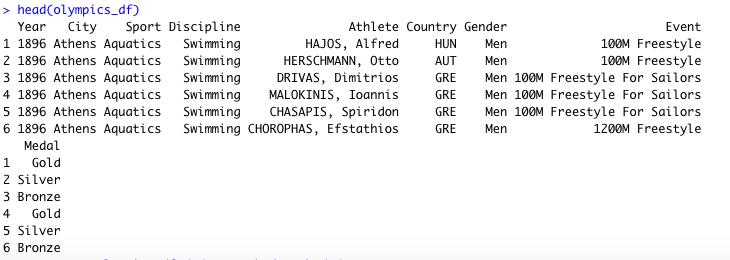 > head(olympics_df)
  Year   City    Sport Discipline               Athlete Country Gender                      Event
1 1896 Athens Aquatics   Swimming         HAJOS, Alfred     HUN    Men             100M Freestyle
2 1896 Athens Aquatics   Swimming      HERSCHMANN, Otto     AUT    Men             100M Freestyle
3 1896 Athens Aquatics   Swimming     DRIVAS, Dimitrios     GRE    Men 100M Freestyle For Sailors
4 1896 Athens Aquatics   Swimming    MALOKINIS, Ioannis     GRE    Men 100M Freestyle For Sailors
5 1896 Athens Aquatics   Swimming    CHASAPIS, Spiridon     GRE    Men 100M Freestyle For Sailors
6 1896 Athens Aquatics   Swimming CHOROPHAS, Efstathios     GRE    Men            1200M Freestyle
   Medal
1   Gold
2 Silver
3 Bronze
4   Gold
5 Silver
6 Bronze